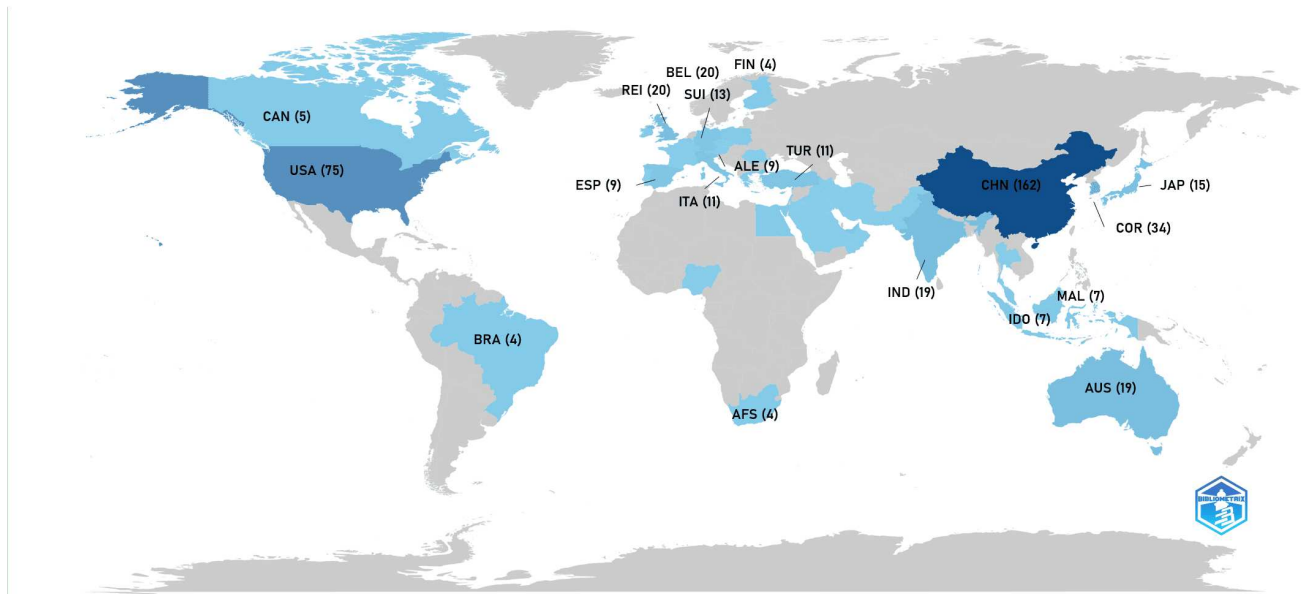 FIN (4)
BEL (20)
REI (20)
SUI (13)
CAN (5)
USA (75)
TUR (11)
ALE (9)
ESP (9)
ITA (11)
CHN (162)
JAP (15)
COR (34)
IND (19)
MAL (7)
IDO (7)
BRA (4)
AUS (19)
AFS (4)
BIBLIOMETRIX